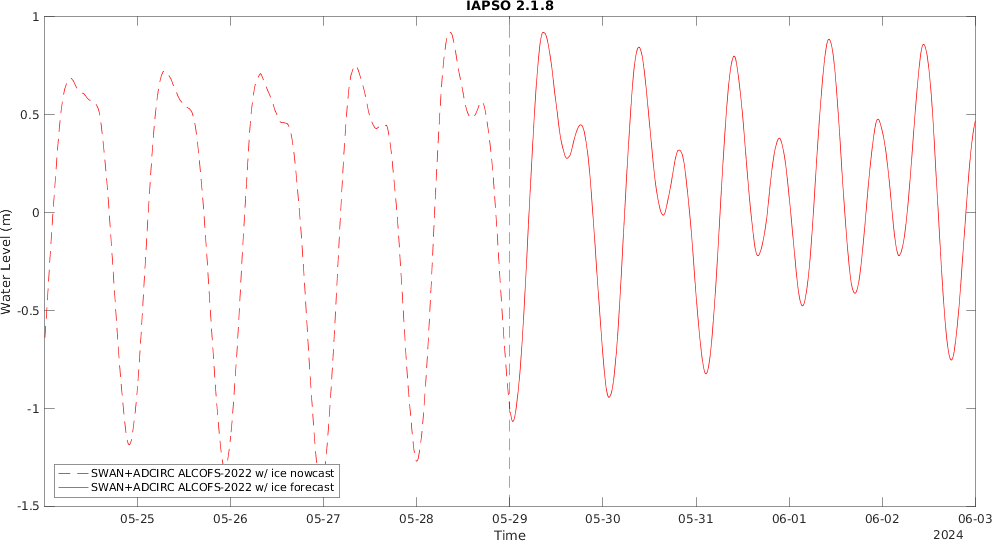 IAPSO 2.1.8
1
0.5
0
-0.5
-1
-1.5
Water Level (m)
SWAN+ADCIRC ALCOFS-2022 w/ ice nowcast
SWAN+ADCIRC ALCOFS-2022 w/ ice forecast
05-25 05-26 05-27 05-28 05-29 05-30 05-31 06-01 06-02 06-03
Time
2024